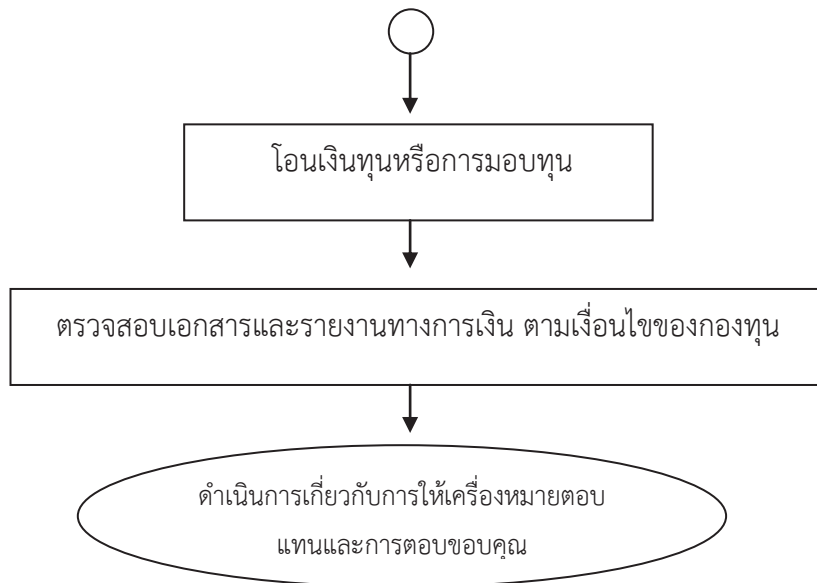 โอนเงินทุนหรือการมอบทุน
ตรวจสอบเอกสารและรายงานทางการเงิน ตามเงื่อนไขของกองทุน
ดำเนินการเกี่ยวกับการให้เครื่องหมายตอบ
แทนและการตอบขอบคุณ